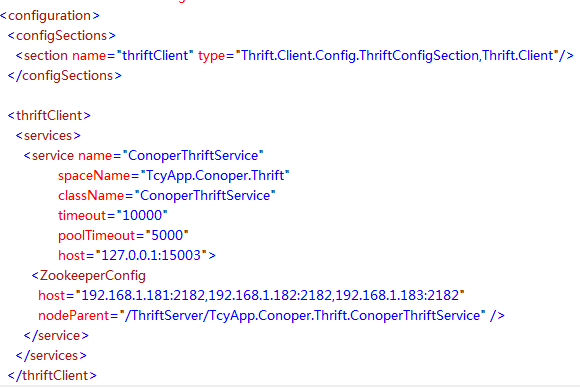 <configuration>
<configSections>
<section name="thriftClient" type="Thrift.Client.Config.ThriftConfigSection,Thrift.Client"/>
</configSections>
<thriftClient>
<services>
<service name="ConoperThriftService"
spaceName="TcyApp.Conoper.Thrift"
className="ConoperThriftService"
timeout="10000"
poolTimeout="5000"
host="127.0.0.1:15003">
<ZookeeperConfig
host="192.168.1.181:2182,192.168.1.182:2182,192.168.1.183:2182"
nodeParent="/ThriftServer/TcyApp.Conoper.Thrift.ConoperThriftService" />
</service>
</services>
</thriftClient>